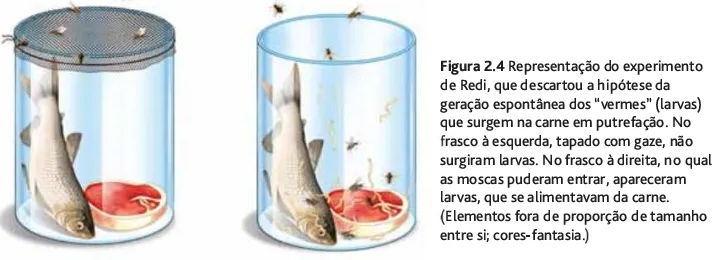 Figura 2.4 Representação do experimento
de Redi, que descartou a hipótese da
geração espontânea dos "vermes" (larvas)
que surgem na carne em putrefação. No
frasco à esquerda, tapado com gaze, não
surgiram larvas. No frasco à direita, no qual
as moscas puderam entrar, apareceram
larvas, que se alimentavam da carne.
(Elementos fora de proporção de tamanho
entre si; cores-fantasia.)